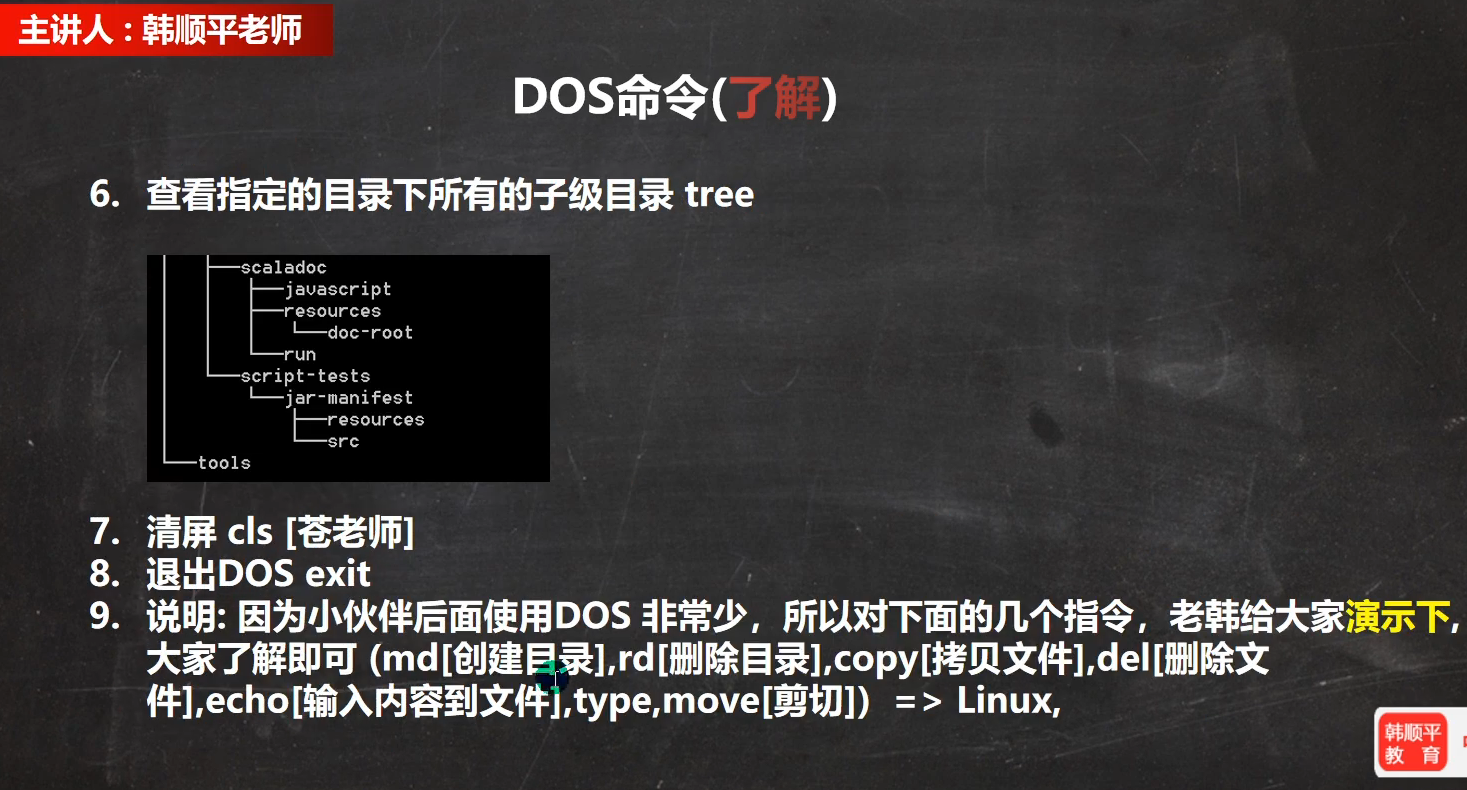 主讲人：韩顺平老师
DOS命令(了解)
6. 查看指定的目录下所有的子级目录 tree
scaladoc
javascript
resources
doc-root
run
script-tests
jar-manifest
resources
src
tools
7. 清屏 cls [苍老师]
8. 退出DOS exit
9. 说明: 因为小伙伴后面使用DOS 非常少，所以对下面的几个指令，老韩给大家演示下,
大家了解即可 (md[创建目录],rd[删除目录],copy[拷贝文件],del[删除文
件],echo[输入内容到文件],type,move[剪切]) => Linux,
韩顺平
教 育